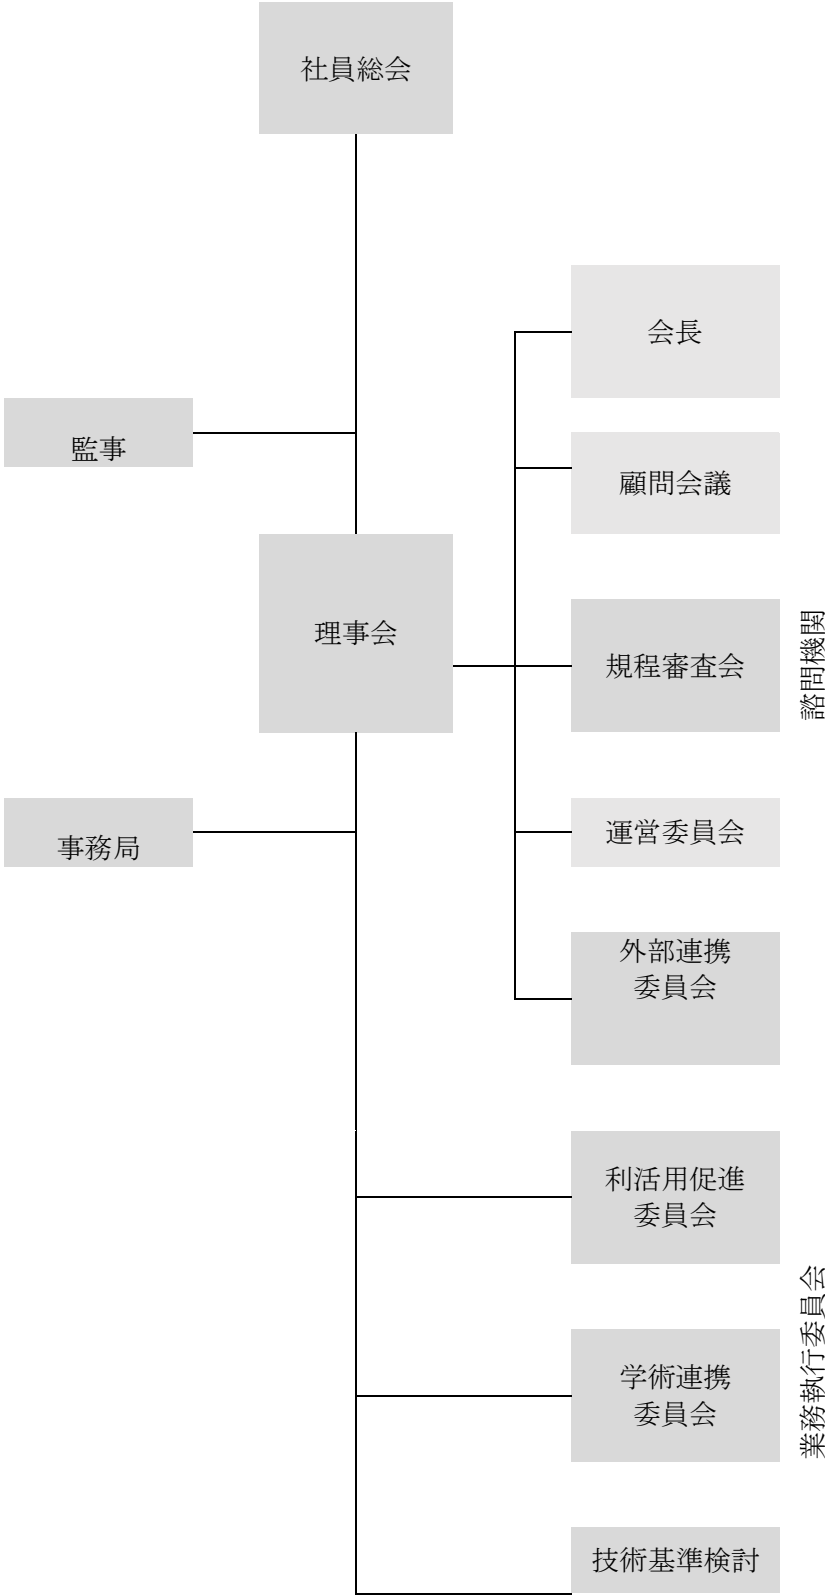 社員総会
会長
監事
顧問会議
理事会
規程審査会
諮問機関
事務局
運営委員会
外部連携
委員会
利活用促進
委員会
学術連携
委員会
業務執行委員会
技術基準検討